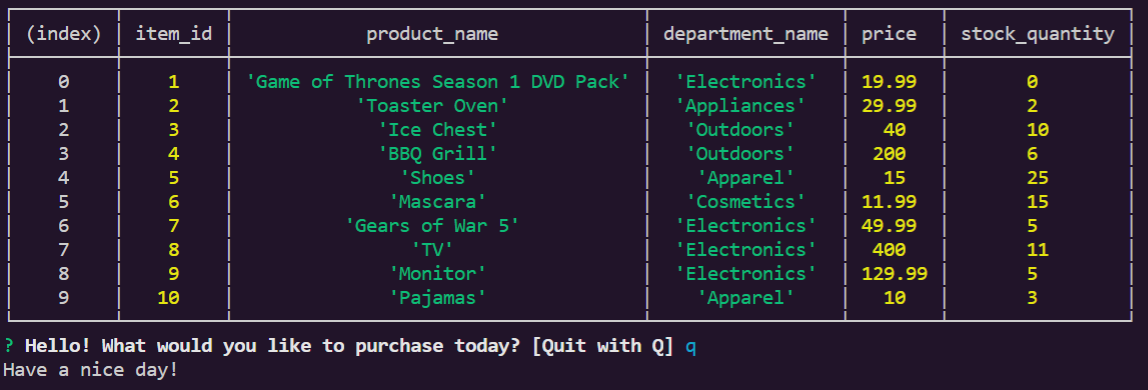 (index) item_id product_name department_name price stock_quantity
0 1 'Game of Thrones Season 1 DVD Pack' 'Electronics' 19.99 0
1 2 'Toaster Oven' 'Appliances' 29.99 2
2 3 'Ice Chest' 'Outdoors' 40 10
3 4 'BBQ Grill' 'Outdoors' 200 6
4 5 'Shoes' 'Apparel' 15 25
5 6 'Mascara' 'Cosmetics' 11.99 15
6 7 'Gears of War 5' 'Electronics' 49.99 5
7 8 'TV' 'Electronics' 400 11
8 9 'Monitor' 'Electronics' 129.99 5
9 10 'Pajamas' 'Apparel' 10 3
? Hello! What would you like to purchase today? [Quit with Q] q
Have a nice day!